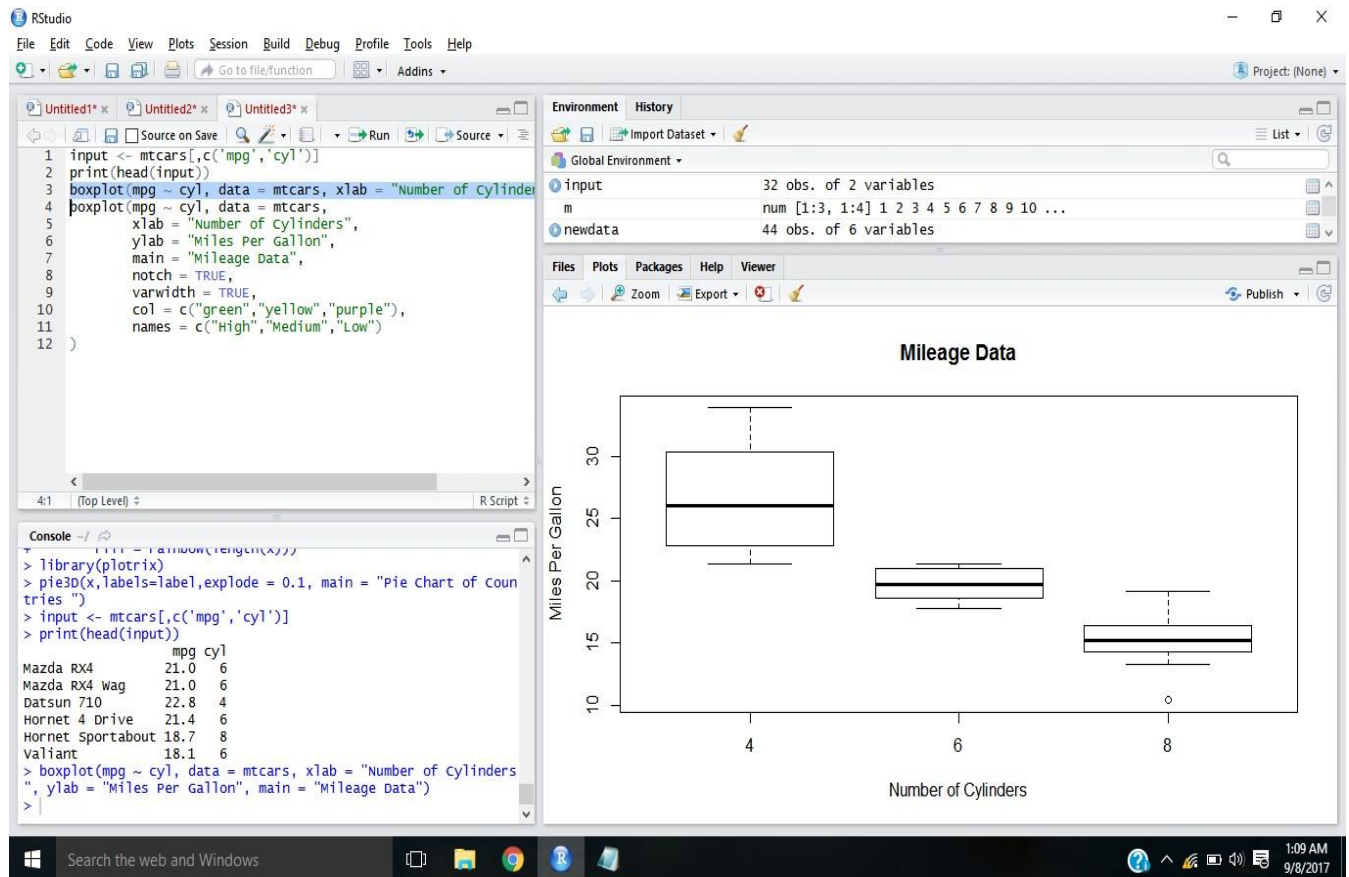 RStudio
File Edit Code View Plots Session Build Debug Profile Tools Help
Go to file/function Addins Project: (None)
Untitled1* Untitled2* Untitled3*
Source on Save Run Source
1 input <- mtcars[,c('mpg','cyl')]
2 print(head(input))
3 boxplot(mpg ~ cyl, data = mtcars, xlab = "Number of Cylinder
4 boxplot(mpg ~ cyl, data = mtcars,
5 xlab = "Number of Cylinders",
6 ylab = "Miles Per Gallon",
7 main = "Mileage Data",
8 notch = TRUE,
9 varwidth = TRUE,
10 col = c("green","yellow","purple"),
11 names = c("High","Medium","Low")
12 )
4:1 (Top Level) R Script
Console ~/
+ fill = rainbow(length(x)))
> library(plotrix)
> pie3D(x,labels=label,explode = 0.1, main = "Pie Chart of Coun
tries ")
> input <- mtcars[,c('mpg','cyl')]
> print(head(input))
mpg cyl
Mazda RX4 21.0 6
Mazda RX4 Wag 21.0 6
Datsun 710 22.8 4
Hornet 4 Drive 21.4 6
Hornet Sportabout 18.7 8
Valiant 18.1 6
> boxplot(mpg ~ cyl, data = mtcars, xlab = "Number of Cylinders
", ylab = "Miles Per Gallon", main = "Mileage Data")
>
Environment History
Import Dataset List
Global Environment
input 32 obs. of 2 variables
m num [1:3, 1:4] 1 2 3 4 5 6 7 8 9 10 ...
newdata 44 obs. of 6 variables
Files Plots Packages Help Viewer
Zoom Export Publish
Mileage Data
Miles Per Gallon
30
25
20
15
10
4 6 8
Number of Cylinders
Search the web and Windows
1:09 AM
9/8/2017